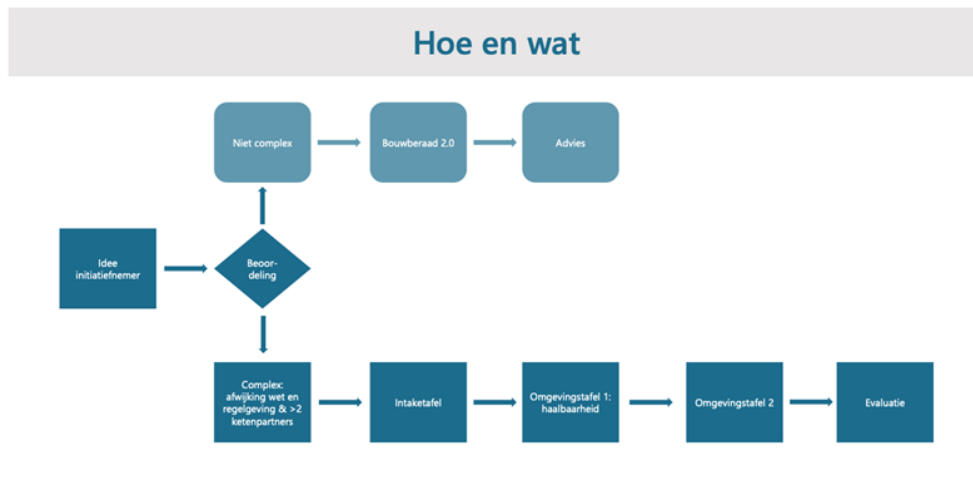 Hoe en wat
Niet complex
Bouwberaad 2.0
Advies
Idee
initiatiefnemer
Beoor-
deling
Complex:
afwijking wet en
regelgeving & >2
ketenpartners
Intaketafel
Omgevingstafel 1:
haalbaarheid
Omgevingstafel 2
Evaluatie